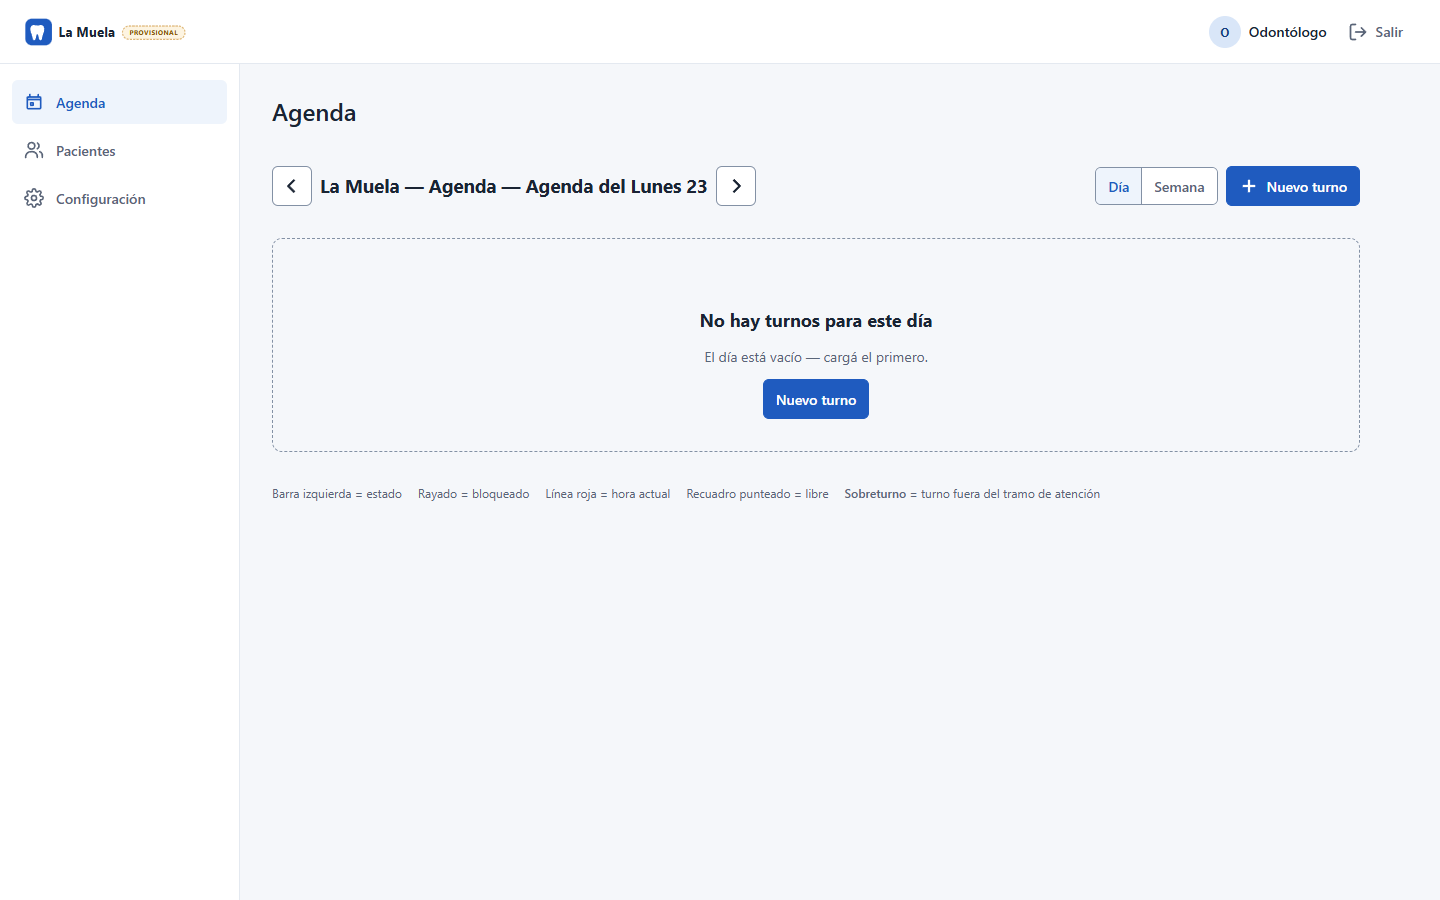 La Muela PROVISIONAL
O Odontólogo Salir
Agenda
Pacientes
Configuración
Agenda
La Muela — Agenda — Agenda del Lunes 23
Día Semana + Nuevo turno
No hay turnos para este día
El día está vacío — cargá el primero.
Nuevo turno
Barra izquierda = estado Rayado = bloqueado Línea roja = hora actual Recuadro punteado = libre Sobreturno = turno fuera del tramo de atención